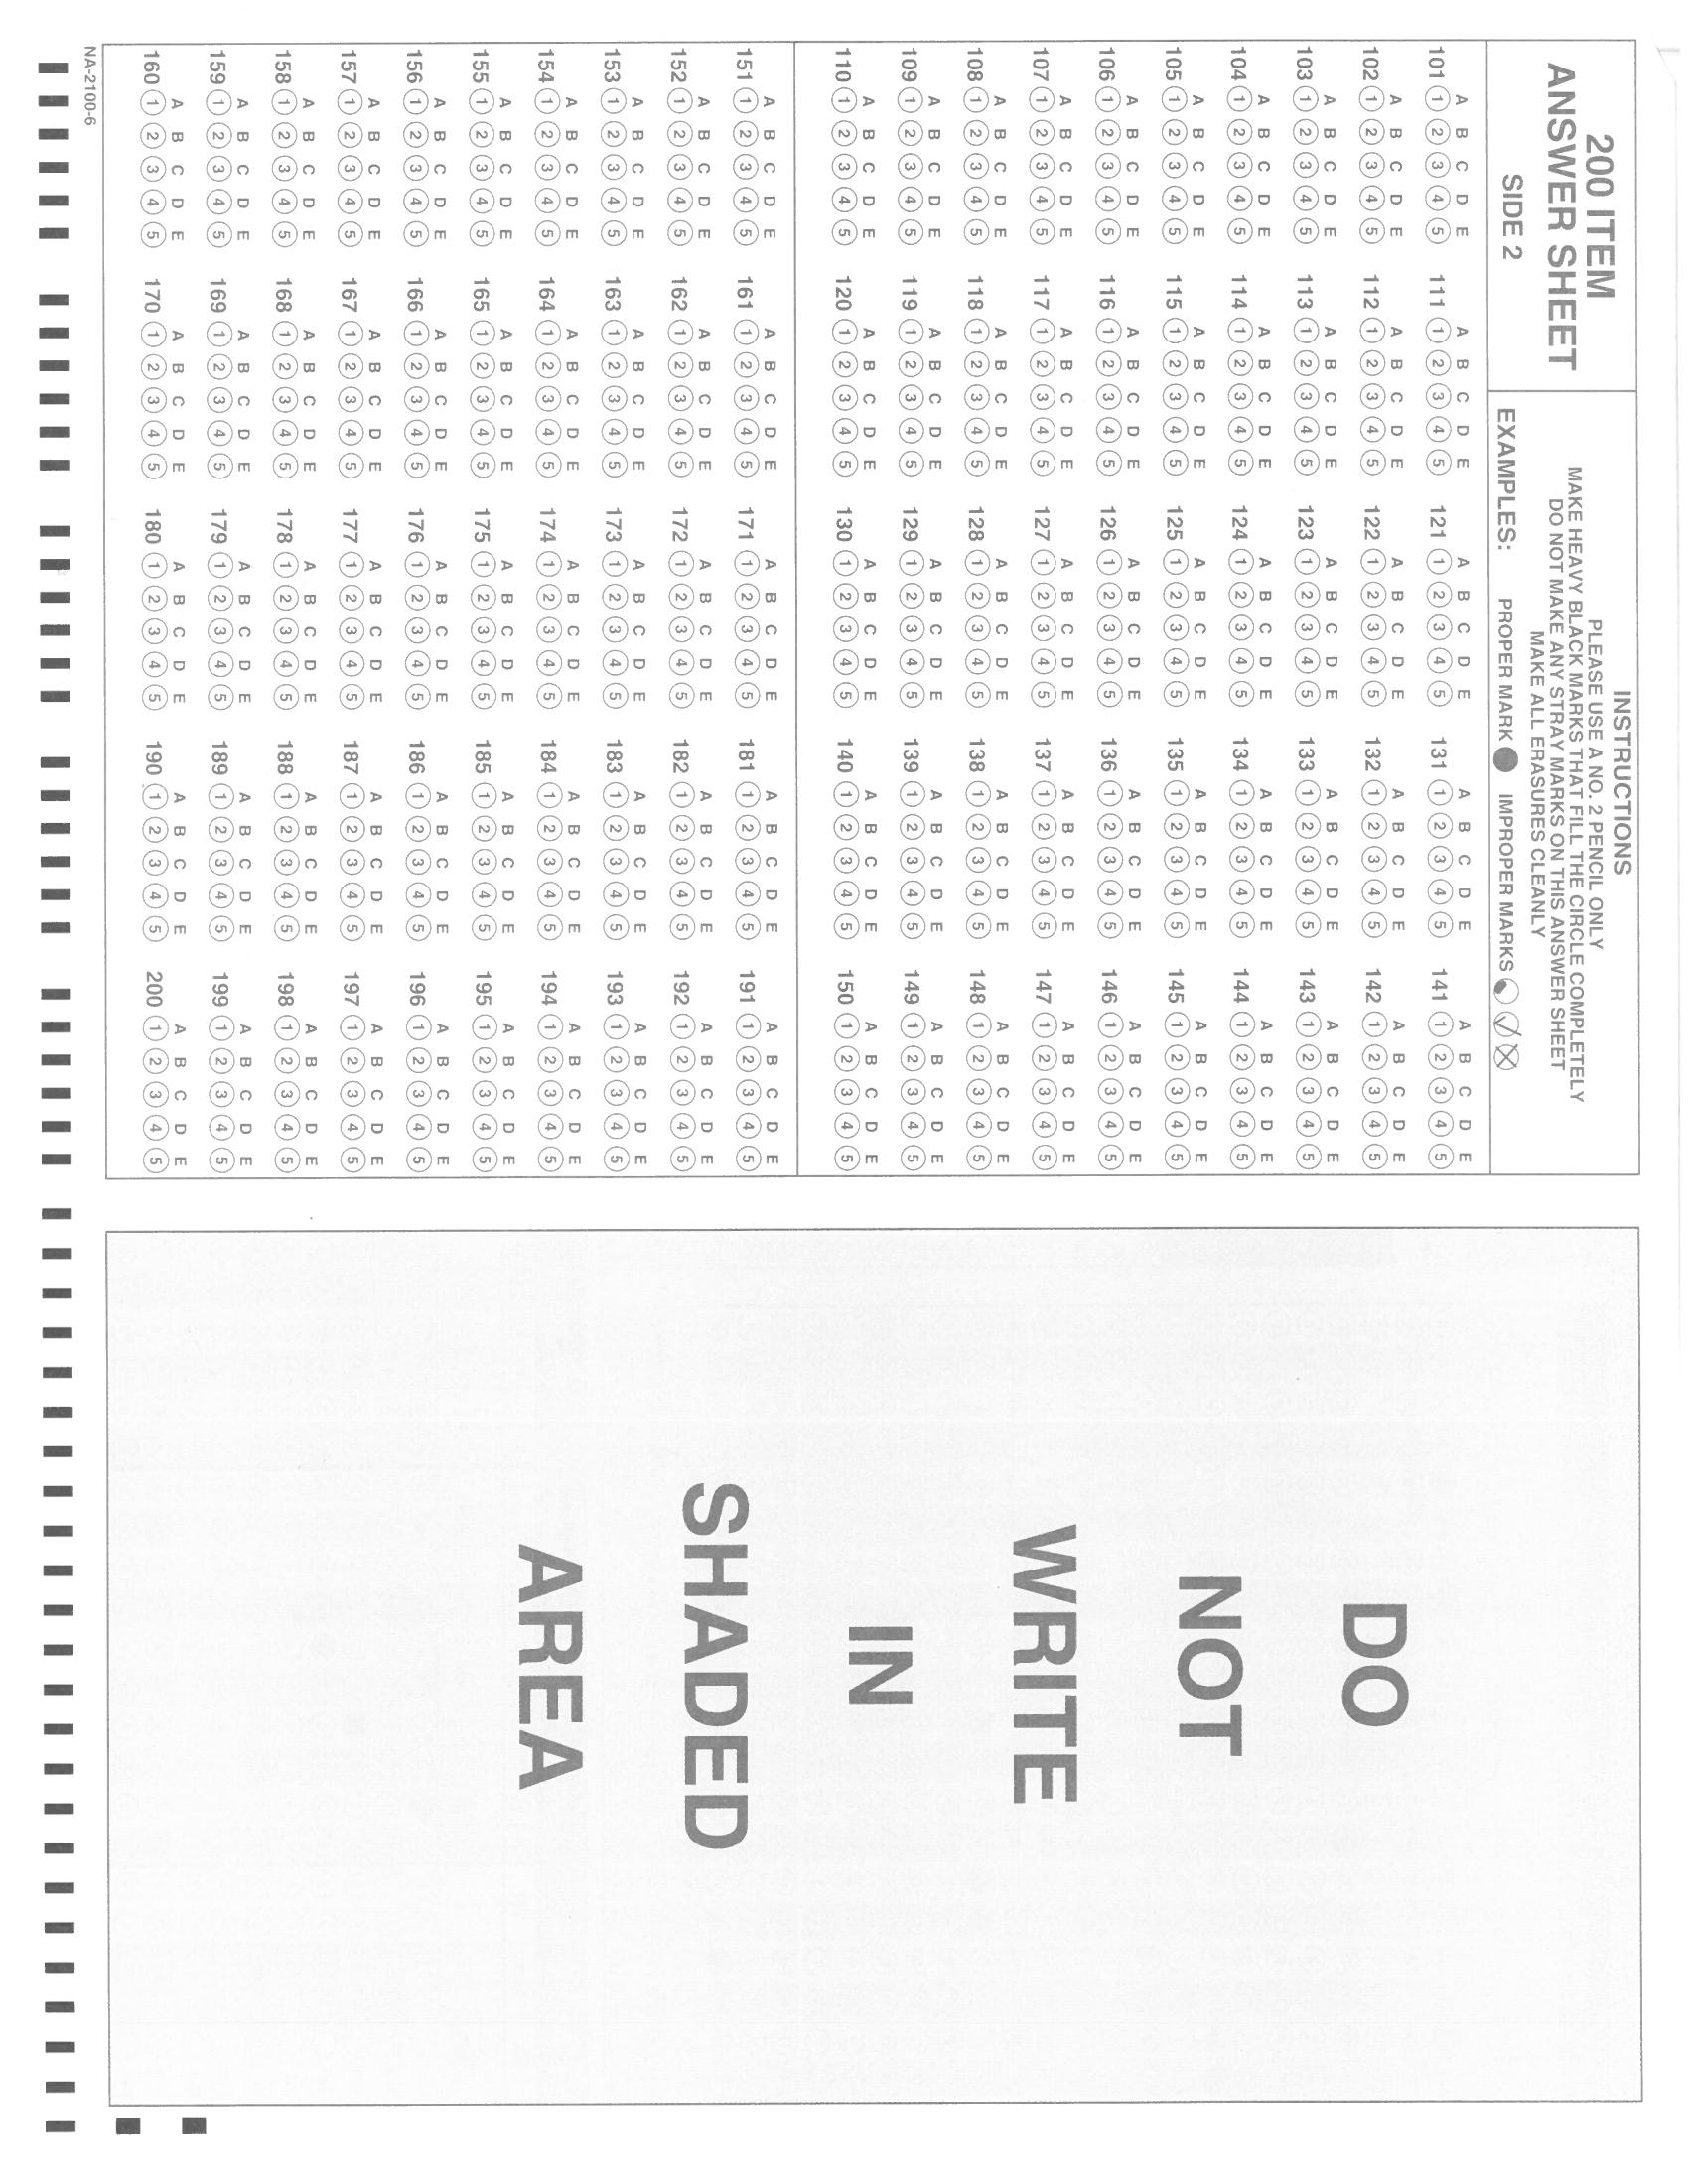 200 ITEM
ANSWER SHEET
SIDE 2
INSTRUCTIONS
PLEASE USE A NO. 2 PENCIL ONLY
MAKE HEAVY BLACK MARKS THAT FILL THE CIRCLE COMPLETELY
DO NOT MAKE ANY STRAY MARKS ON THIS ANSWER SHEET
MAKE ALL ERASURES CLEANLY
EXAMPLES: PROPER MARK IMPROPER MARKS
A B C D E A B C D E A B C D E A B C D E A B C D E
101 1 2 3 4 5 111 1 2 3 4 5 121 1 2 3 4 5 131 1 2 3 4 5 141 1 2 3 4 5
A B C D E A B C D E A B C D E A B C D E A B C D E
102 1 2 3 4 5 112 1 2 3 4 5 122 1 2 3 4 5 132 1 2 3 4 5 142 1 2 3 4 5
A B C D E A B C D E A B C D E A B C D E A B C D E
103 1 2 3 4 5 113 1 2 3 4 5 123 1 2 3 4 5 133 1 2 3 4 5 143 1 2 3 4 5
A B C D E A B C D E A B C D E A B C D E A B C D E
104 1 2 3 4 5 114 1 2 3 4 5 124 1 2 3 4 5 134 1 2 3 4 5 144 1 2 3 4 5
A B C D E A B C D E A B C D E A B C D E A B C D E
105 1 2 3 4 5 115 1 2 3 4 5 125 1 2 3 4 5 135 1 2 3 4 5 145 1 2 3 4 5
A B C D E A B C D E A B C D E A B C D E A B C D E
106 1 2 3 4 5 116 1 2 3 4 5 126 1 2 3 4 5 136 1 2 3 4 5 146 1 2 3 4 5
A B C D E A B C D E A B C D E A B C D E A B C D E
107 1 2 3 4 5 117 1 2 3 4 5 127 1 2 3 4 5 137 1 2 3 4 5 147 1 2 3 4 5
A B C D E A B C D E A B C D E A B C D E A B C D E
108 1 2 3 4 5 118 1 2 3 4 5 128 1 2 3 4 5 138 1 2 3 4 5 148 1 2 3 4 5
A B C D E A B C D E A B C D E A B C D E A B C D E
109 1 2 3 4 5 119 1 2 3 4 5 129 1 2 3 4 5 139 1 2 3 4 5 149 1 2 3 4 5
A B C D E A B C D E A B C D E A B C D E A B C D E
110 1 2 3 4 5 120 1 2 3 4 5 130 1 2 3 4 5 140 1 2 3 4 5 150 1 2 3 4 5
A B C D E A B C D E A B C D E A B C D E A B C D E
151 1 2 3 4 5 161 1 2 3 4 5 171 1 2 3 4 5 181 1 2 3 4 5 191 1 2 3 4 5
A B C D E A B C D E A B C D E A B C D E A B C D E
152 1 2 3 4 5 162 1 2 3 4 5 172 1 2 3 4 5 182 1 2 3 4 5 192 1 2 3 4 5
A B C D E A B C D E A B C D E A B C D E A B C D E
153 1 2 3 4 5 163 1 2 3 4 5 173 1 2 3 4 5 183 1 2 3 4 5 193 1 2 3 4 5
A B C D E A B C D E A B C D E A B C D E A B C D E
154 1 2 3 4 5 164 1 2 3 4 5 174 1 2 3 4 5 184 1 2 3 4 5 194 1 2 3 4 5
A B C D E A B C D E A B C D E A B C D E A B C D E
155 1 2 3 4 5 165 1 2 3 4 5 175 1 2 3 4 5 185 1 2 3 4 5 195 1 2 3 4 5
A B C D E A B C D E A B C D E A B C D E A B C D E
156 1 2 3 4 5 166 1 2 3 4 5 176 1 2 3 4 5 186 1 2 3 4 5 196 1 2 3 4 5
A B C D E A B C D E A B C D E A B C D E A B C D E
157 1 2 3 4 5 167 1 2 3 4 5 177 1 2 3 4 5 187 1 2 3 4 5 197 1 2 3 4 5
A B C D E A B C D E A B C D E A B C D E A B C D E
158 1 2 3 4 5 168 1 2 3 4 5 178 1 2 3 4 5 188 1 2 3 4 5 198 1 2 3 4 5
A B C D E A B C D E A B C D E A B C D E A B C D E
159 1 2 3 4 5 169 1 2 3 4 5 179 1 2 3 4 5 189 1 2 3 4 5 199 1 2 3 4 5
A B C D E A B C D E A B C D E A B C D E A B C D E
160 1 2 3 4 5 170 1 2 3 4 5 180 1 2 3 4 5 190 1 2 3 4 5 200 1 2 3 4 5
NA-2100-6
DO
NOT
WRITE
IN
SHADED
AREA